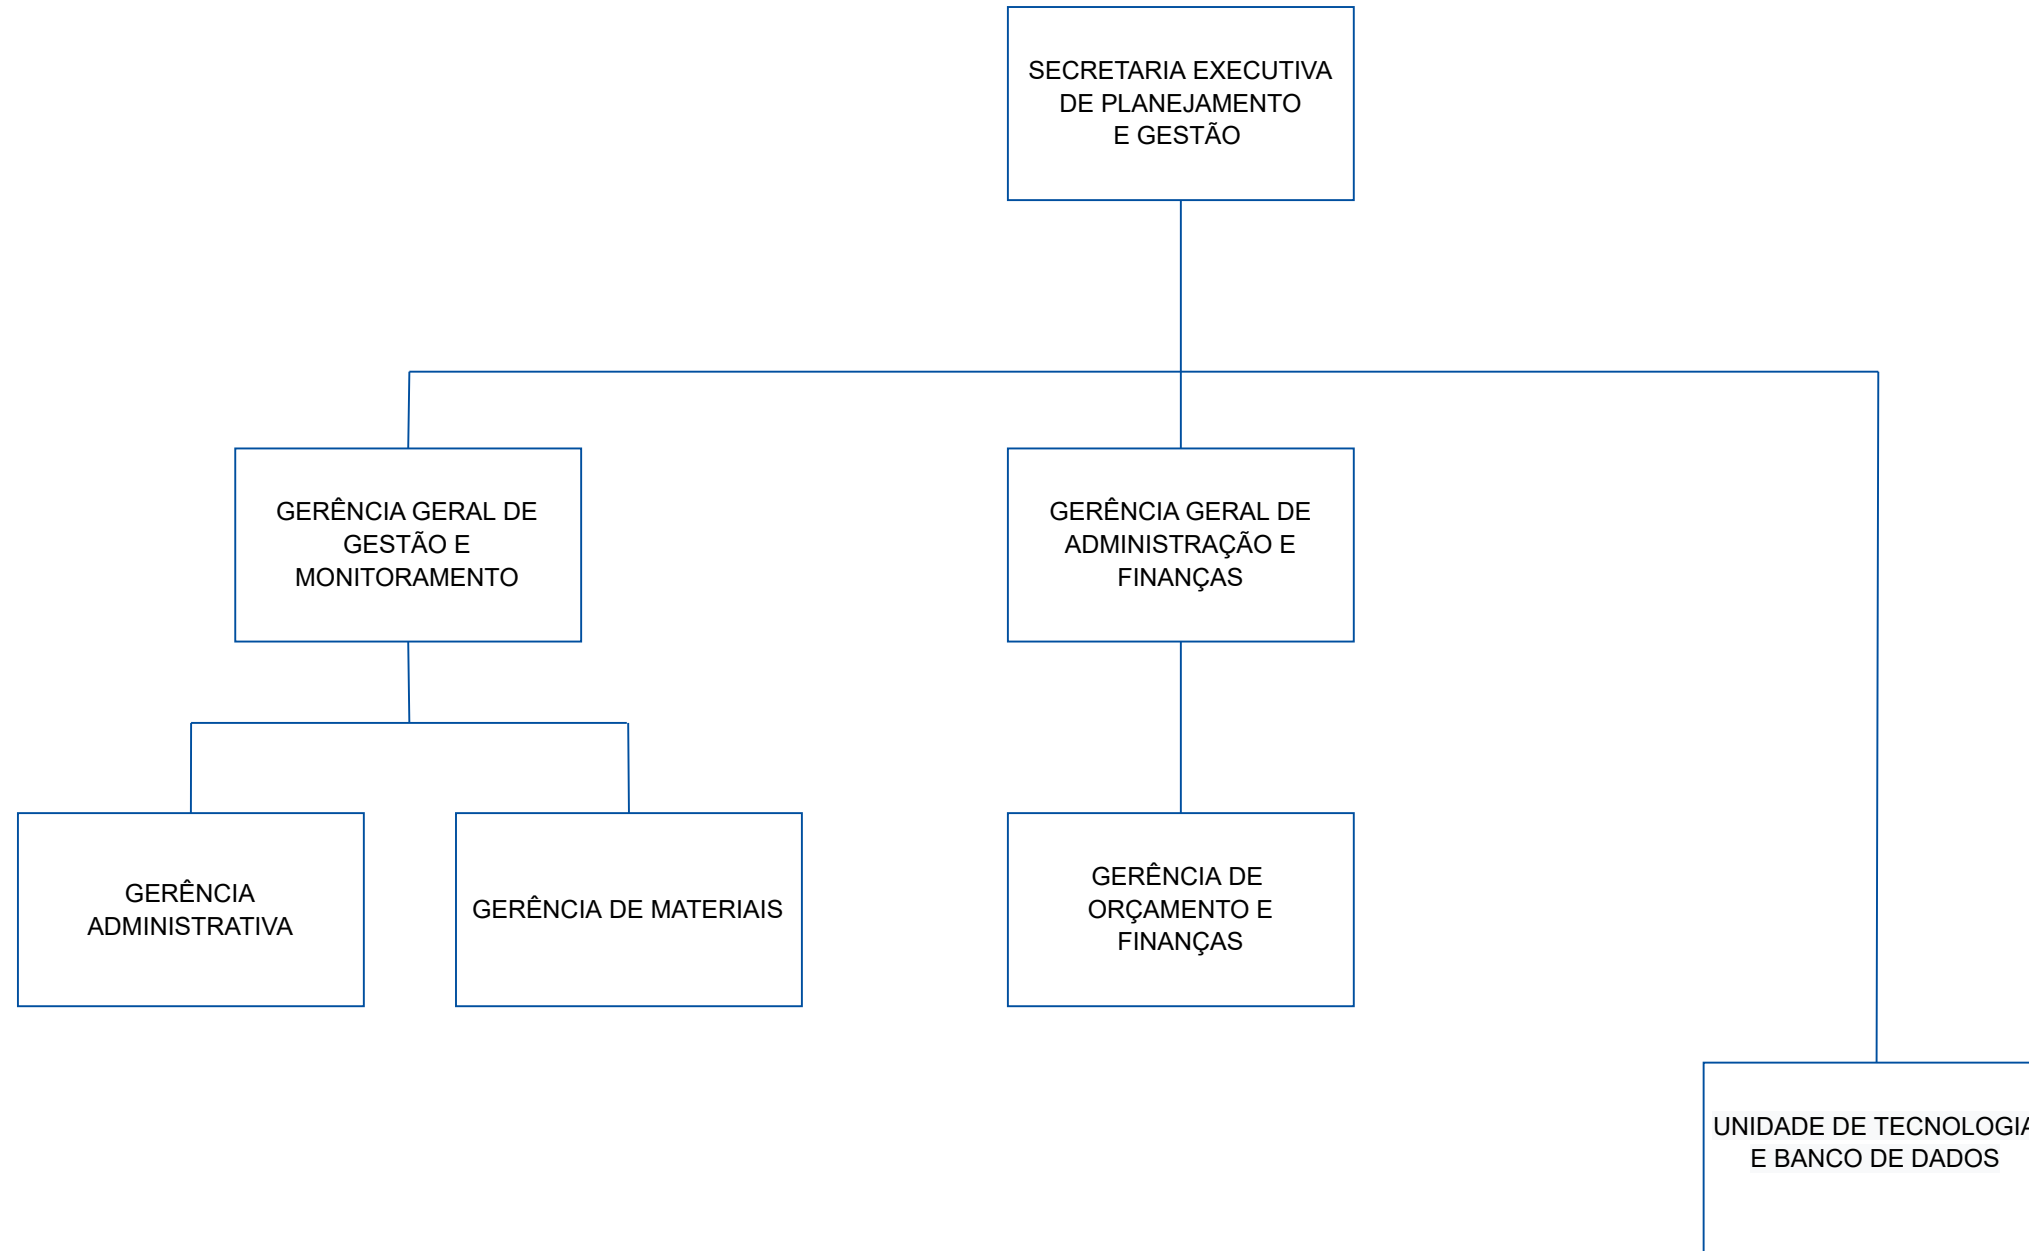 SECRETARIA EXECUTIVA
DE PLANEJAMENTO
E GESTÃO
GERÊNCIA GERAL DE
GESTÃO E
MONITORAMENTO
GERÊNCIA GERAL DE
ADMINISTRAÇÃO E
FINANÇAS
GERÊNCIA
ADMINISTRATIVA
GERÊNCIA DE MATERIAIS
GERÊNCIA DE
ORÇAMENTO E
FINANÇAS
UNIDADE DE TECNOLOGIA
E BANCO DE DADOS